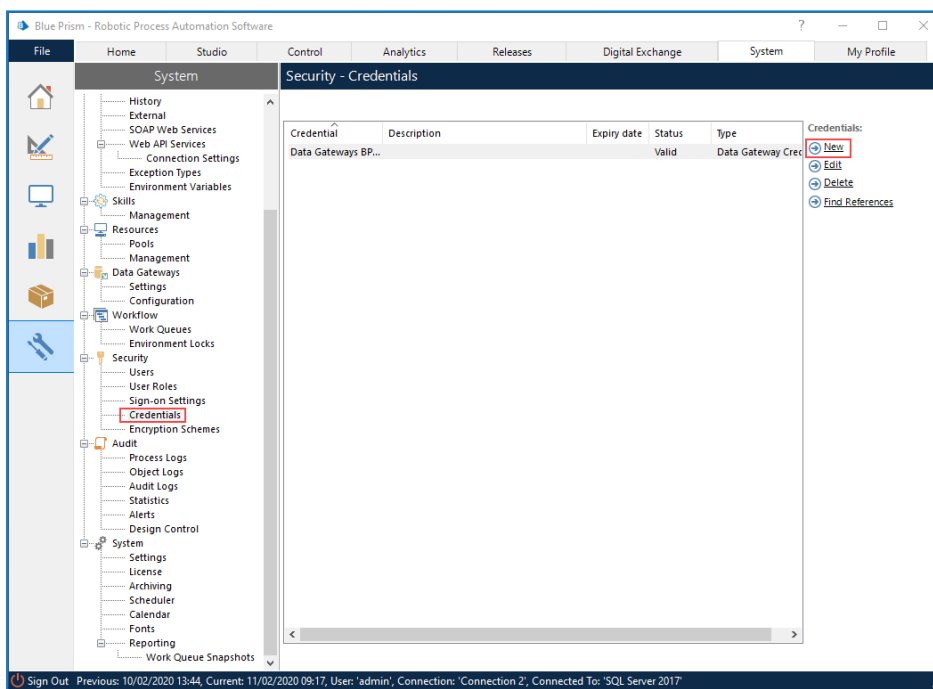 Blue Prism - Robotic Process Automation Software
?
File Home Studio Control Analytics Releases Digital Exchange System My Profile
System
Security - Credentials
History
External
SOAP Web Services
Web API Services
Connection Settings
Exception Types
Environment Variables
Skills
Management
Resources
Pools
Management
Data Gateways
Settings
Configuration
Workflow
Work Queues
Environment Locks
Security
Users
User Roles
Sign-on Settings
Credentials
Encryption Schemes
Audit
Process Logs
Object Logs
Audit Logs
Statistics
Alerts
Design Control
System
Settings
License
Archiving
Scheduler
Calendar
Fonts
Reporting
Work Queue Snapshots
Credential Description Expiry date Status Type
Data Gateways BP... Valid Data Gateway Cred
Credentials:
New
Edit
Delete
Find References
Sign Out Previous: 10/02/2020 13:44, Current: 11/02/2020 09:17, User: 'admin', Connection: 'Connection 2', Connected To: 'SQL Server 2017'